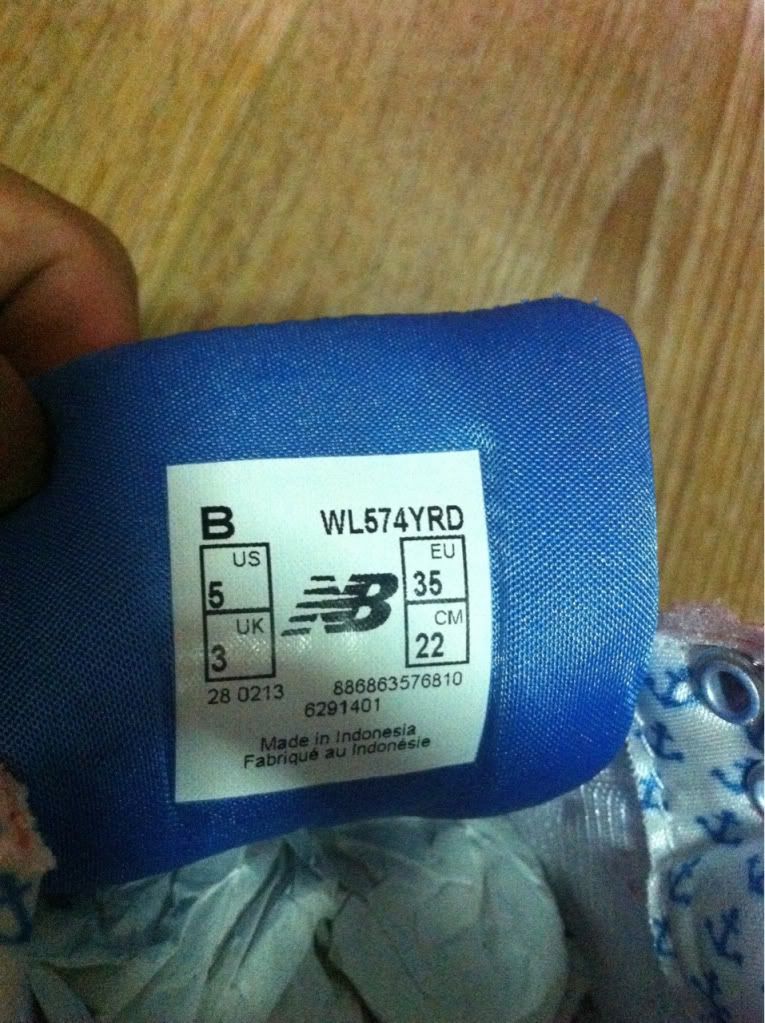 B WL574YRD
US EU
5 35
NB
UK CM
3 22
28 0213 886863576810
6291401
Made in Indonesia
Fabriqué au Indonésie